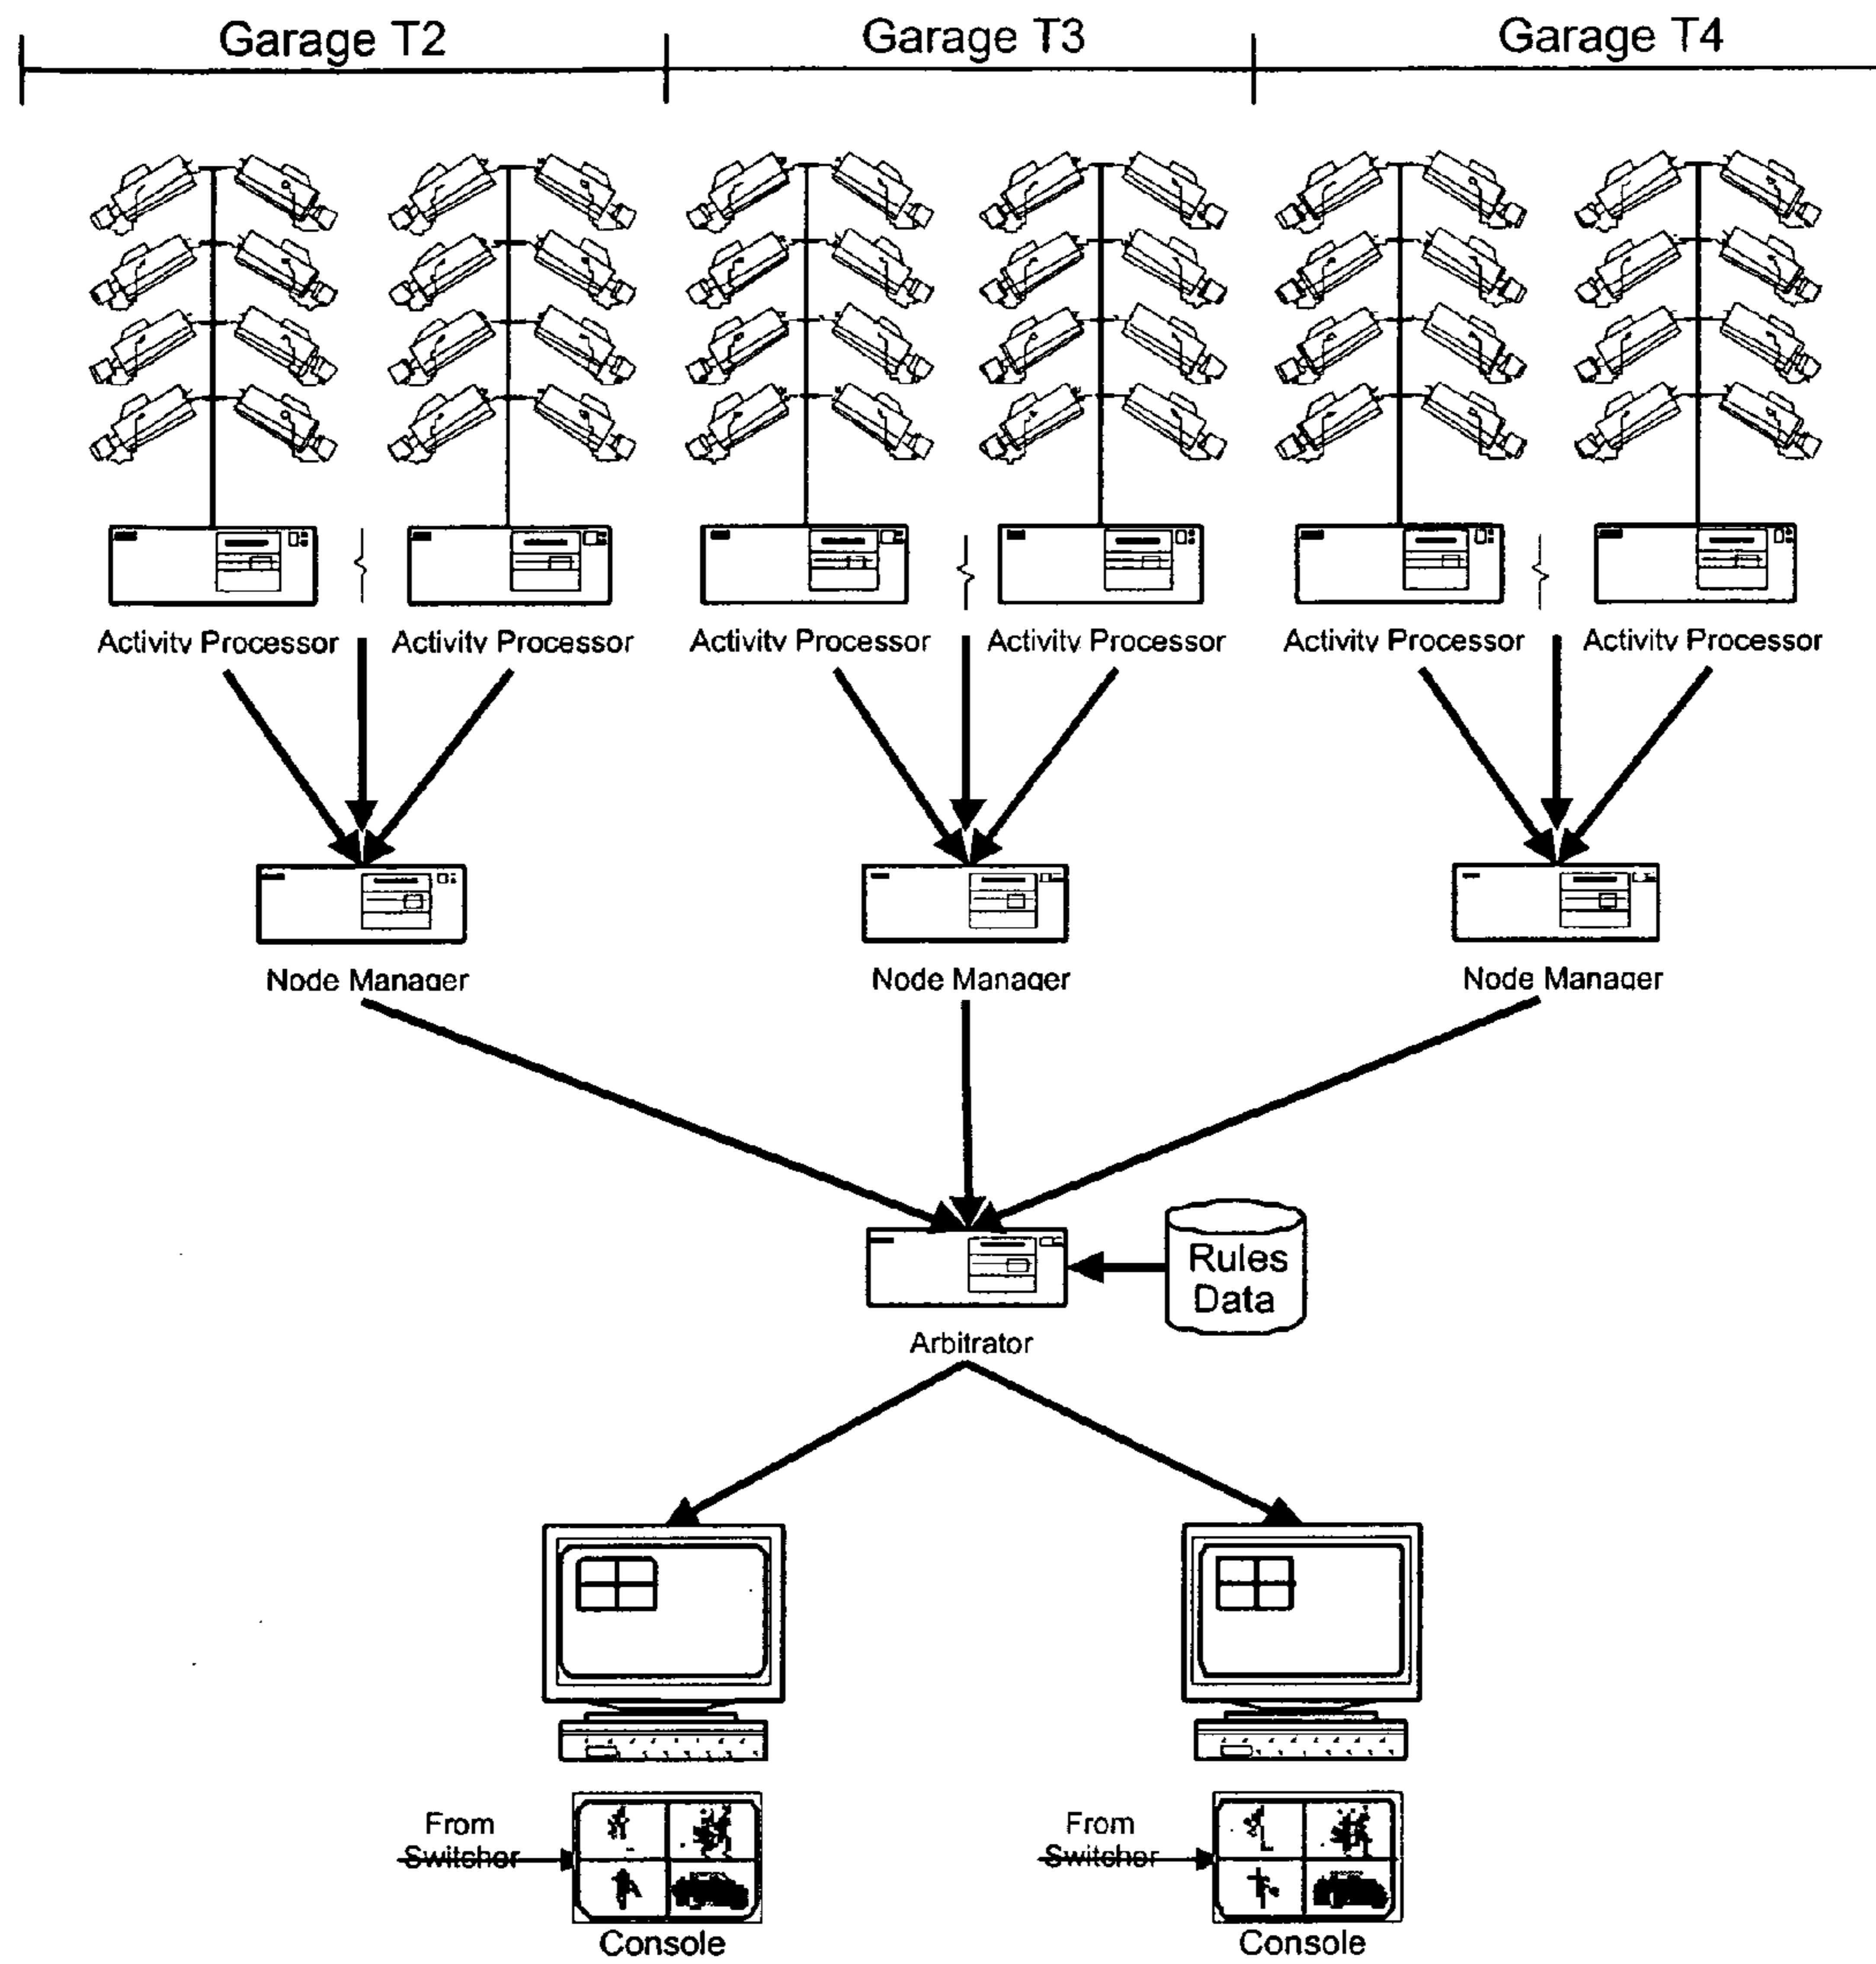 Garage T2
Garage T3
Garage T4
Activity Processor
Activity Processor
Activity Processor
Activity Processor
Activity Processor
Activity Processor
Node Manager
Node Manager
Node Manager
Rules
Data
Arbitrator
From
Switcher
From
Switcher
Console
Console